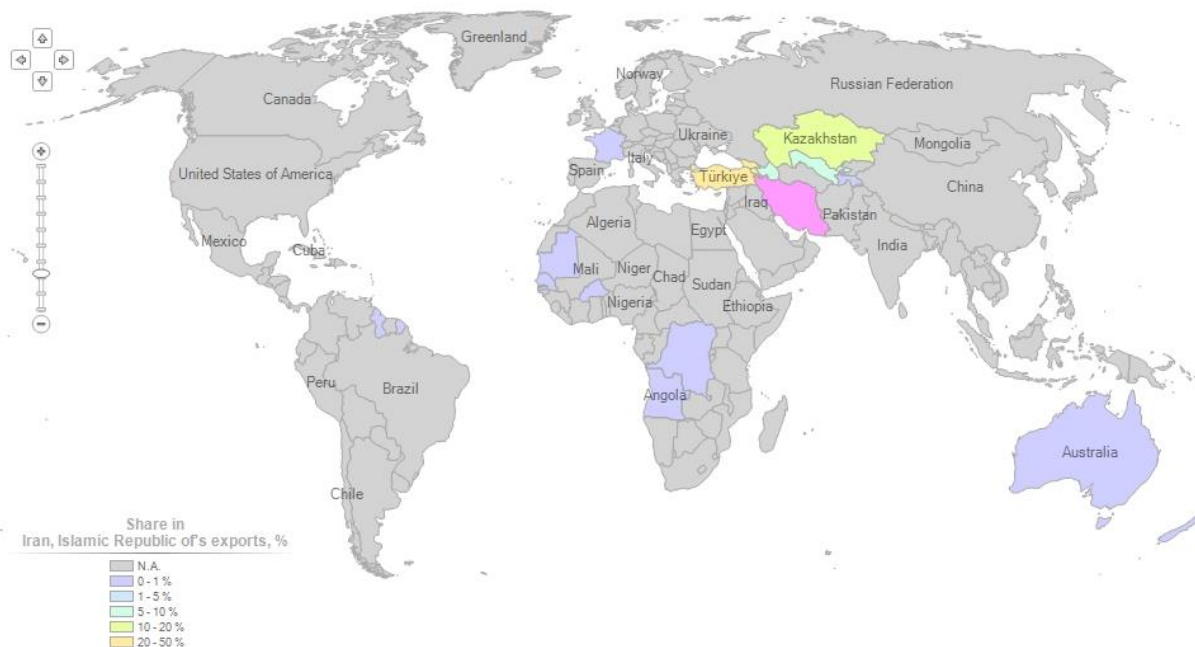 Greenland
Norway
Russian Federation
Canada
Ukraine
Kazakhstan
Mongolia
Italy
Spain
United States of America
Türkiye
China
Iraq
Pakistan
Algeria
Egypt
Mexico
India
Cuba
Mali
Niger
Chad
Sudan
Nigeria
Ethiopia
Peru
Brazil
Angola
Australia
Chile
Share in
Iran, Islamic Republic of's exports, %
N.A.
0 - 1 %
1 - 5 %
5 - 10 %
10 - 20 %
20 - 50 %